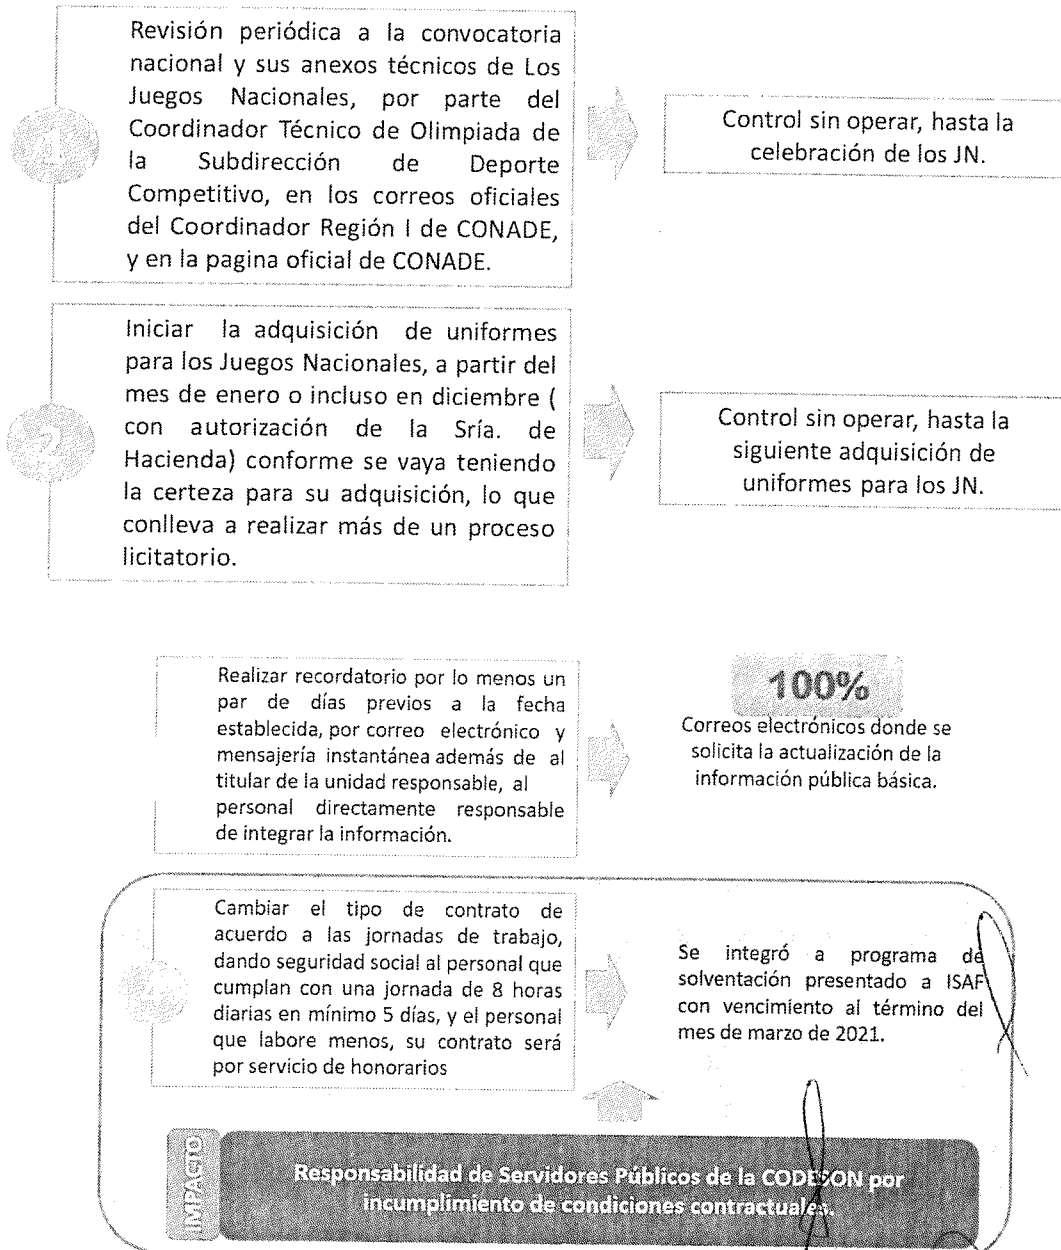 Revisión periódica a la convocatoria
nacional y sus anexos técnicos de Los
Juegos Nacionales, por parte del
Coordinador Técnico de Olimpiada de
la Subdirección de Deporte
Competitivo, en los correos oficiales
del Coordinador Región I de CONADE,
y en la pagina oficial de CONADE.
Control sin operar, hasta la
celebración de los JN.
2
Iniciar la adquisición de uniformes
para los Juegos Nacionales, a partir del
mes de enero o incluso en diciembre (
con autorización de la Sría. de
Hacienda) conforme se vaya teniendo
la certeza para su adquisición, lo que
conlleva a realizar más de un proceso
licitatorio.
Control sin operar, hasta la
siguiente adquisición de
uniformes para los JN.
Realizar recordatorio por lo menos un
par de días previos a la fecha
establecida, por correo electrónico y
mensajería instantánea además de al
titular de la unidad responsable, al
personal directamente responsable
de integrar la información.
100%
Correos electrónicos donde se
solicita la actualización de la
información pública básica.
Cambiar el tipo de contrato de
acuerdo a las jornadas de trabajo,
dando seguridad social al personal que
cumplan con una jornada de 8 horas
diarias en mínimo 5 días, y el personal
que labore menos, su contrato será
por servicio de honorarios
Se integró a programa de
solventación presentado a ISAF
con vencimiento al término del
mes de marzo de 2021.
IMPACTO
Responsabilidad de Servidores Públicos de la CODESON por
incumplimiento de condiciones contractuales.